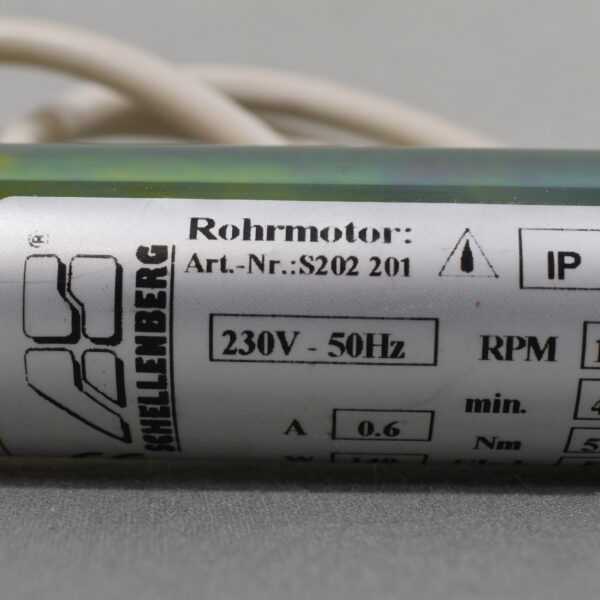 SCHELLENBERG
®
Rohrmotor:
Art.-Nr.:S202 201
IP
230V - 50Hz
RPM
min.
A 0.6
Nm